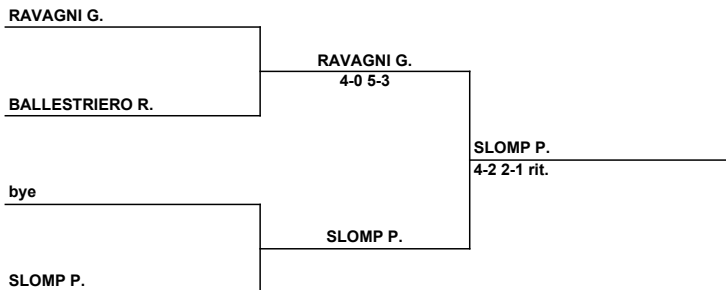 RAVAGNI G.
RAVAGNI G.
4-0 5-3
BALLESTRIERO R.
SLOMP P.
4-2 2-1 rit.
bye
SLOMP P.
SLOMP P.